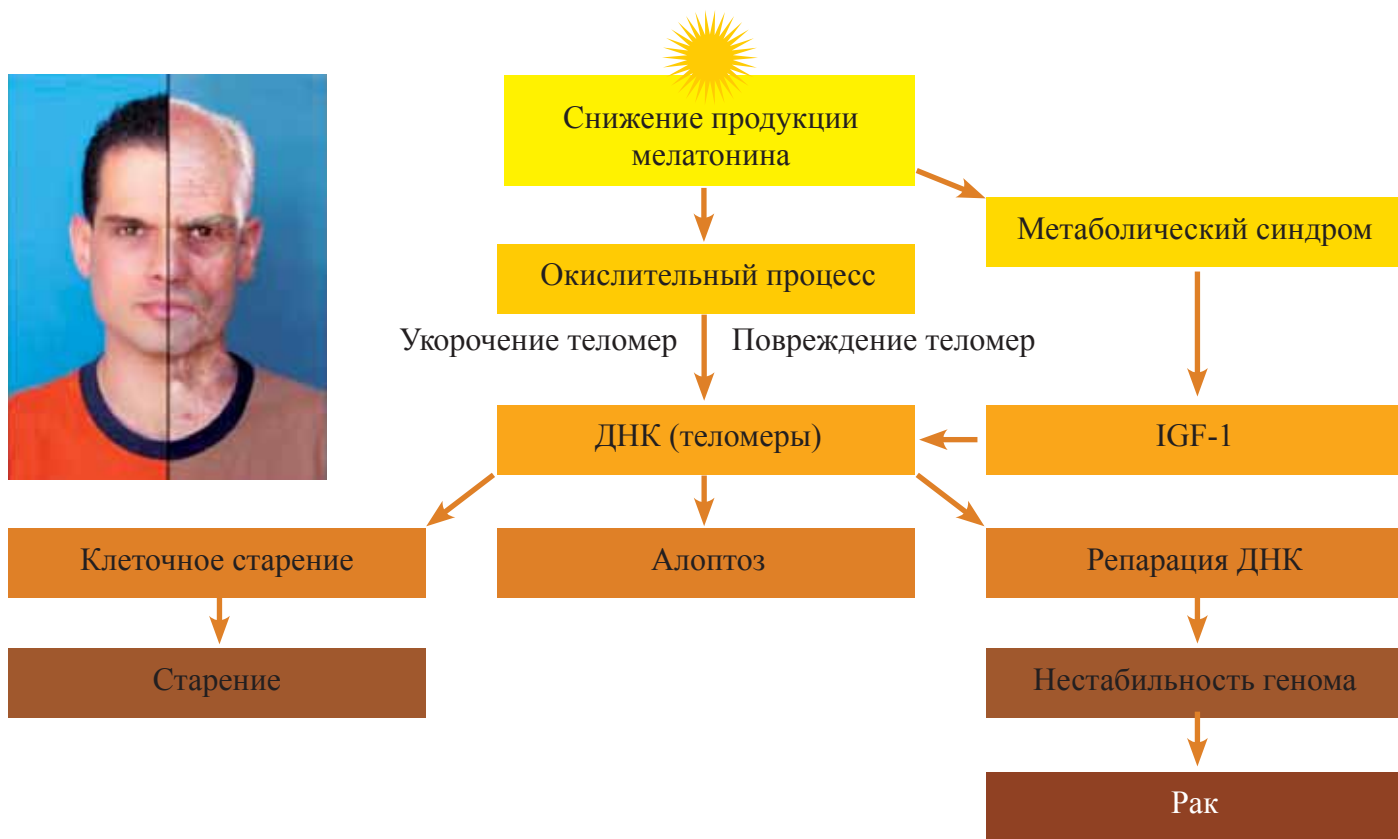 Снижение продукции
мелатонина
Метаболический синдром
Окислительный процесс
Укорочение теломер
Повреждение теломер
ДНК (теломеры)
IGF-1
Клеточное старение
Алоптоз
Репарация ДНК
Старение
Нестабильность генома
Рак